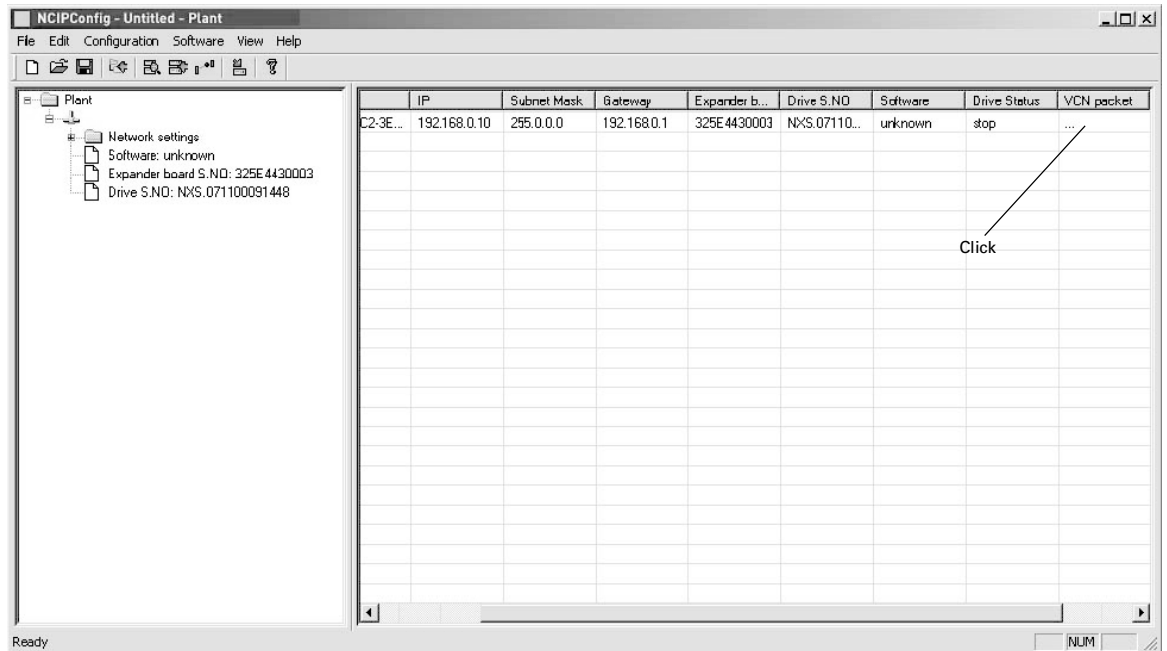 NCIPConfig - Untitled - Plant
File Edit Configuration Software View Help
Plant
Network settings
Software: unknown
Expander board S.NO: 325E4430003
Drive S.NO: NXS.071100091448
IP Subnet Mask Gateway Expander b... Drive S.NO Software Drive Status VCN packet
C2-3E... 192.168.0.10 255.0.0.0 192.168.0.1 325E4430003 NXS.07110... unknown stop ...
Click
Ready NUM